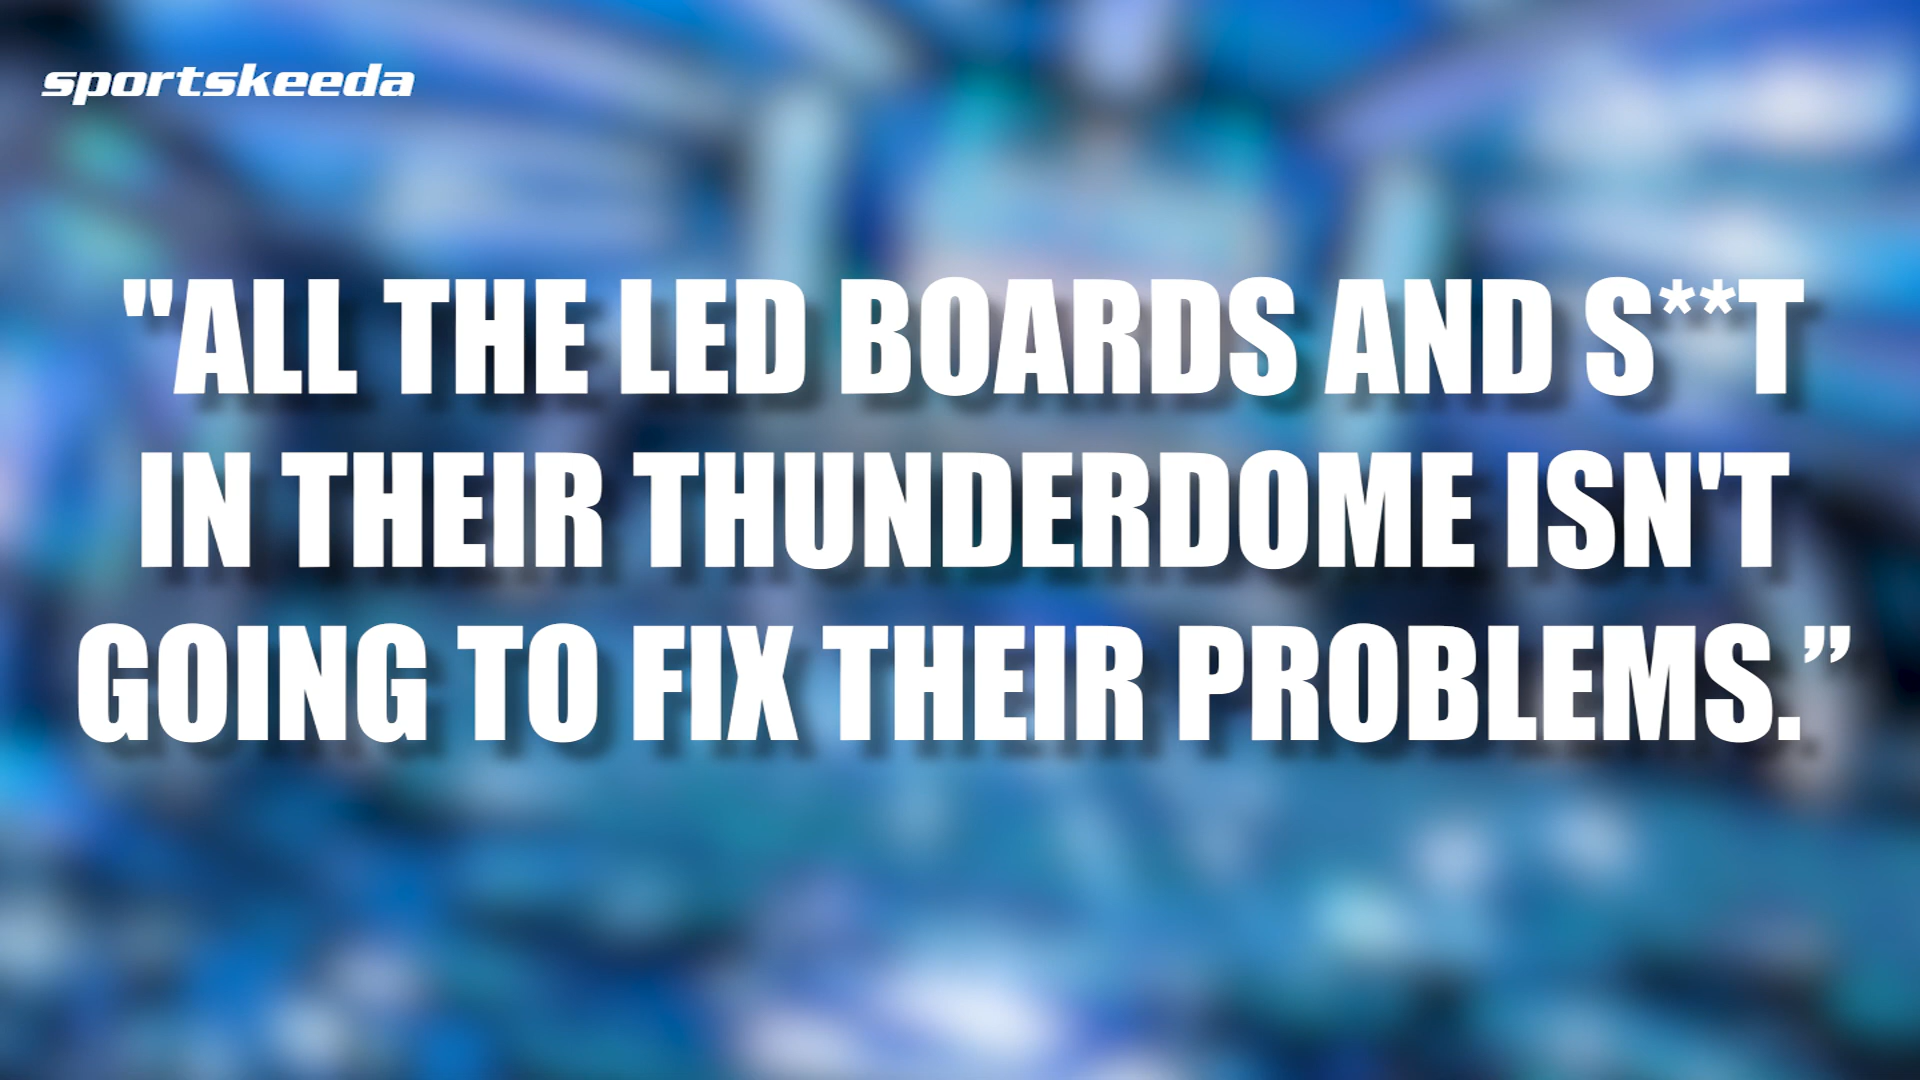 sportskeeda
"ALL THE LED BOARDS AND S**T
IN THEIR THUNDERDOME ISN'T
GOING TO FIX THEIR PROBLEMS.”